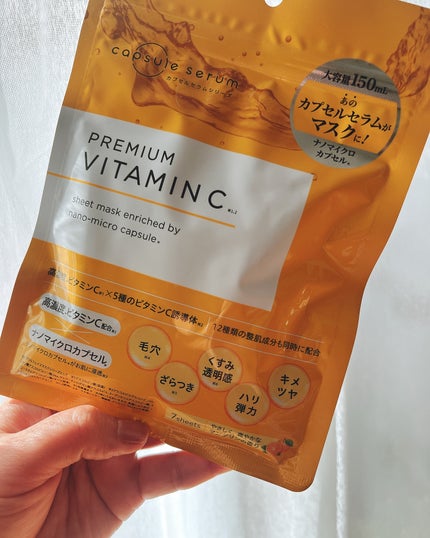 capsule serum
カプセルセラムシリーズ
大容量150mL
あの
カプセルセラムが
マスクに!
ナノマイクロ
カプセル
PREMIUM
VITAMIN C
sheet mask enriched by
nano-micro capsule
ビタミンC ×5種のビタミンC誘導体
12種類の整肌成分も同時に配合
高濃度ビタミンC配合
ナノマイクロカプセル
毛穴
ざらつき
くすみ
透明感
ハリ
弾力
キメ
ツヤ
7sheets